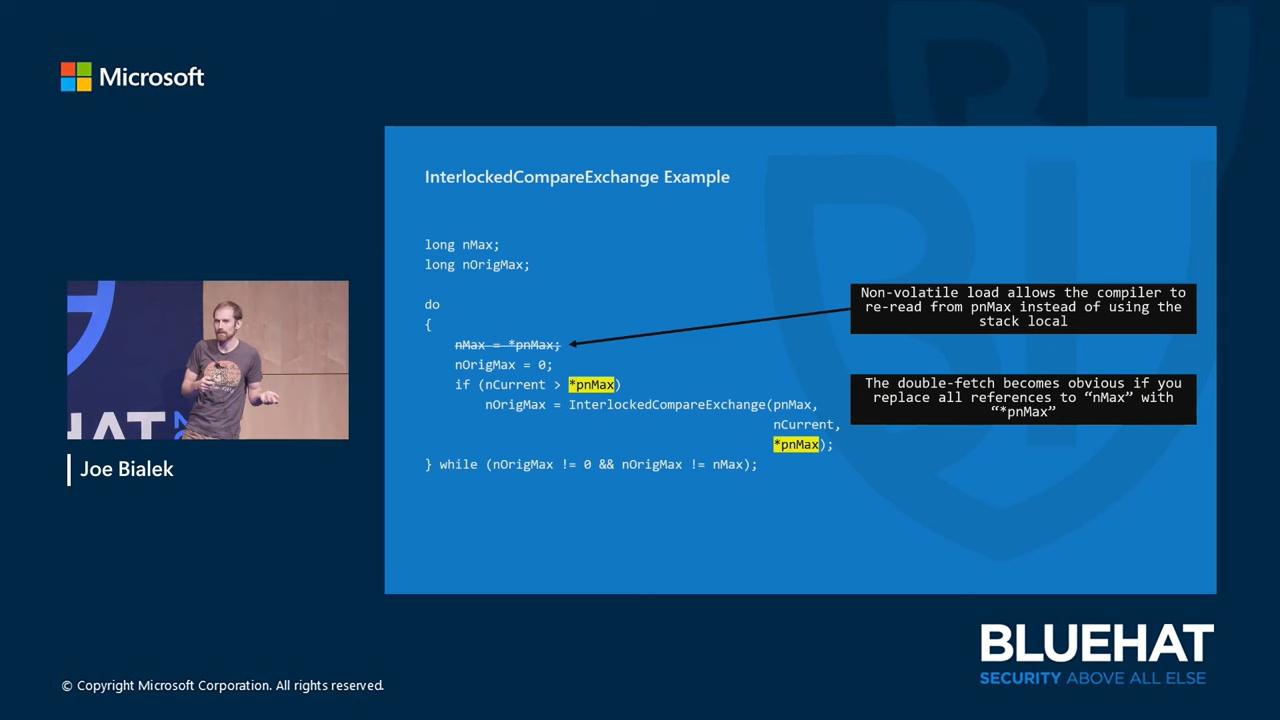 Microsoft
InterlockedCompareExchange Example
long nMax;
long nOrigMax;
do
{
nMax = *pnMax;
nOrigMax = 0;
if (nCurrent > *pnMax)
nOrigMax = InterlockedCompareExchange(pnMax,
nCurrent,
*pnMax);
} while (nOrigMax != 0 && nOrigMax != nMax);
Non-volatile load allows the compiler to
re-read from pnMax instead of using the
stack local
The double-fetch becomes obvious if you
replace all references to “nMax” with
“*pnMax”
Joe Bialek
BLUEHAT
SECURITY ABOVE ALL ELSE
© Copyright Microsoft Corporation. All rights reserved.